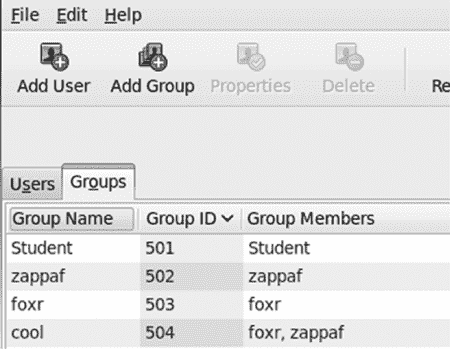 File Edit Help
Add User Add Group Properties Delete Re
Users Groups
Group Name Group ID Group Members
Student 501 Student
zappaf 502 zappaf
foxr 503 foxr
cool 504 foxr, zappaf